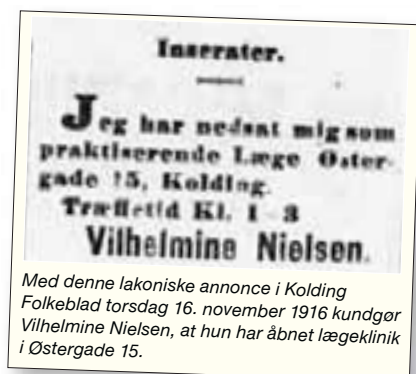 Inserater.
Jeg har nedsat mig som
praktiserende Læge Øster-
gade 15, Kolding.
Træffetid Kl. 1-3
Vilhelmine Nielsen.
Med denne lakoniske annonce i Kolding
Folkeblad torsdag 16. november 1916 kundgør
Vilhelmine Nielsen, at hun har åbnet lægeklinik
i Østergade 15.